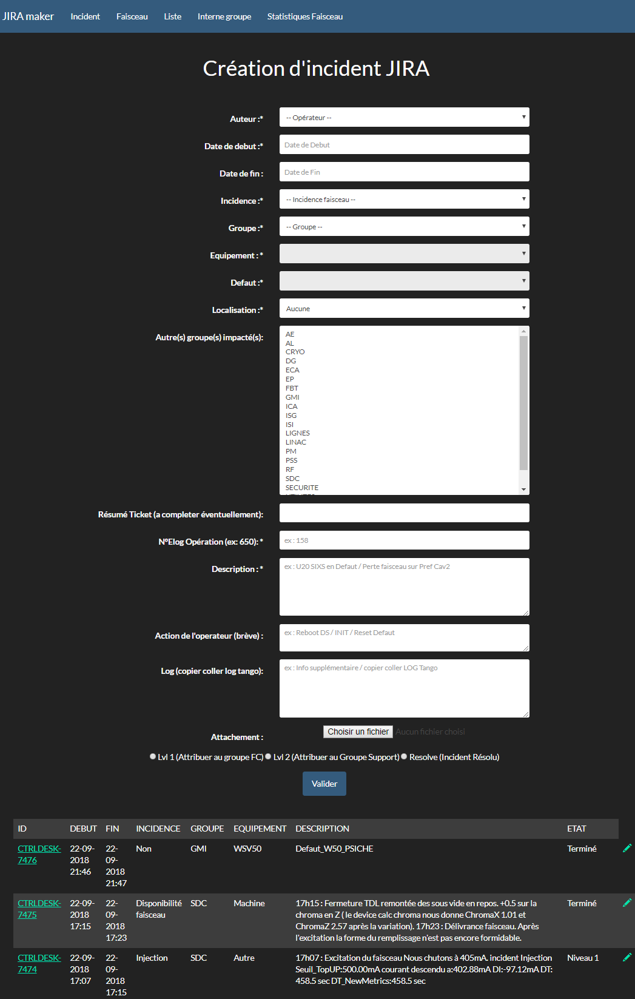 JIRA maker Incident Faisceau Liste Interne groupe Statistiques Faisceau
Création d'incident JIRA
Auteur :* -- Opérateur --
Date de debut :* Date de Debut
Date de fin : Date de Fin
Incidence :* -- Incidence faisceau --
Groupe :* -- Groupe --
Equipement : *
Defaut :*
Localisation :* Aucune
Autre(s) groupe(s) impacté(s):
AE
AL
CRYO
DG
ECA
EP
FBT
GMI
ICA
ISG
ISI
LIGNES
LINAC
PM
PSS
RF
SDC
SECURITE
Résumé Ticket (a completer éventuellement):
N°Elog Opération (ex: 650): * ex : 158
Description : * ex : U20 SIXS en Defaut / Perte faisceau sur Pref Cav2
Action de l'operateur (brève) : ex : Reboot DS / INIT / Reset Defaut
Log (copier coller log tango): ex : Info supplémentaire / copier coller LOG Tango
Attachement : Choisir un fichier Aucun fichier choisi
Lvl 1 (Attribuer au groupe FC) Lvl 2 (Attribuer au Groupe Support) Resolve (Incident Résolu)
Valider
ID DEBUT FIN INCIDENCE GROUPE EQUIPEMENT DESCRIPTION ETAT
CTRLDESK- 22-09- 22- Non GMI WSV50 Defaut_W50_PSICHE Terminé
7476 2018 09-
21:46 2018
21:47
CTRLDESK- 22-09- 22- Disponibilité SDC Machine 17h15 : Fermeture TDL remontée des sous vide en repos. +0.5 sur la Terminé
7475 2018 09- faisceau chroma en Z ( le device calc chroma nous donne ChromaX 1.01 et
17:15 2018 ChromaZ 2.57 après la variation). 17h23 : Délivrance faisceau. Après
17:23 l'excitation la forme du remplissage n'est pas encore formidable.
CTRLDESK- 22-09- 22- Injection SDC Autre 17h07 : Excitation du faisceau Nous chutons à 405mA. incident Injection Niveau 1
7474 2018 09- Seuil_TopUP:500.00mA courant descendu a:402.88mA DI:-97.12mA DT:
17:07 2018 458.5 sec DT_NewMetrics:458.5 sec
17:15